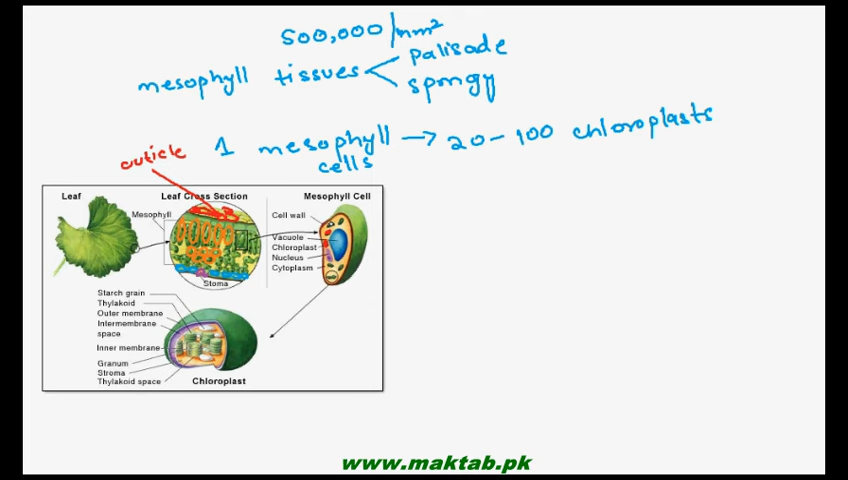 500,000/mm²
mesophyll tissues palisade
spongy
1 mesophyll → 20-100 chloroplasts
cells
cuticle
Leaf
Leaf Cross Section
Mesophyll Cell
Mesophyll
Cell wall
Vacuole
Chloroplast
Nucleus
Cytoplasm
Stoma
Starch grain
Thylakoid
Outer membrane
Intermembrane
space
Inner membrane
Granum
Stroma
Thylakoid space
Chloroplast
www.maktab.pk